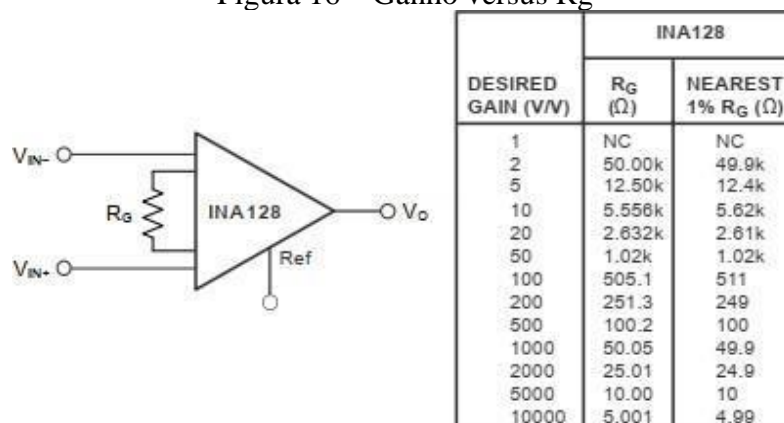 Figura 16 – Ganho versus Rg
INA128
DESIRED GAIN (V/V) RG (Ω) NEAREST 1% RG (Ω)
1 NC NC
2 50.00k 49.9k
5 12.50k 12.4k
10 5.556k 5.62k
20 2.632k 2.61k
50 1.02k 1.02k
100 505.1 511
200 251.3 249
500 100.2 100
1000 50.05 49.9
2000 25.01 24.9
5000 10.00 10
10000 5.001 4.99
VIN–
RG
INA128
VO
Ref
VIN+